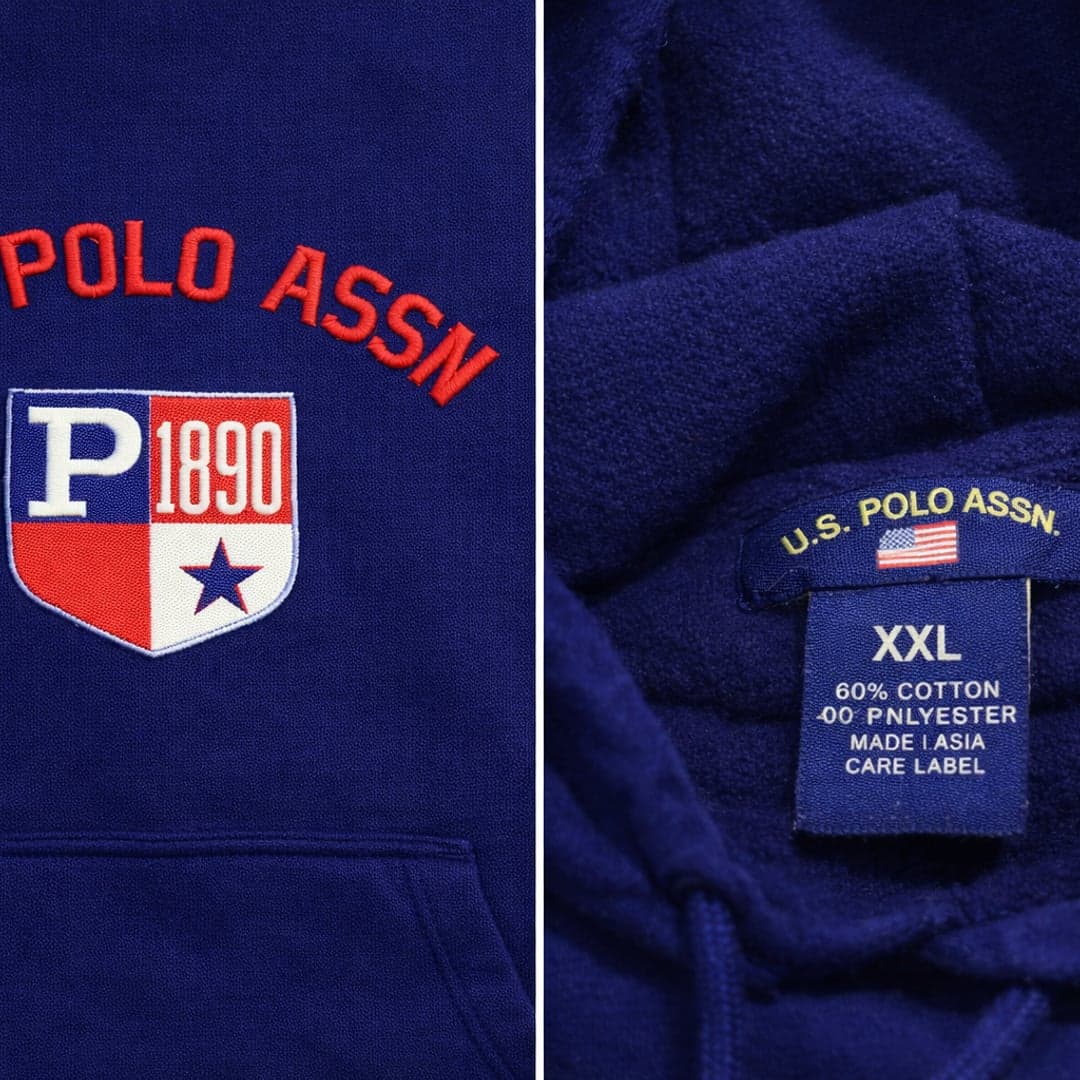 POLO ASSN
P 1890
U.S. POLO ASSN.
XXL
60% COTTON
-00 PNLYESTER
MADE I ASIA
CARE LABEL